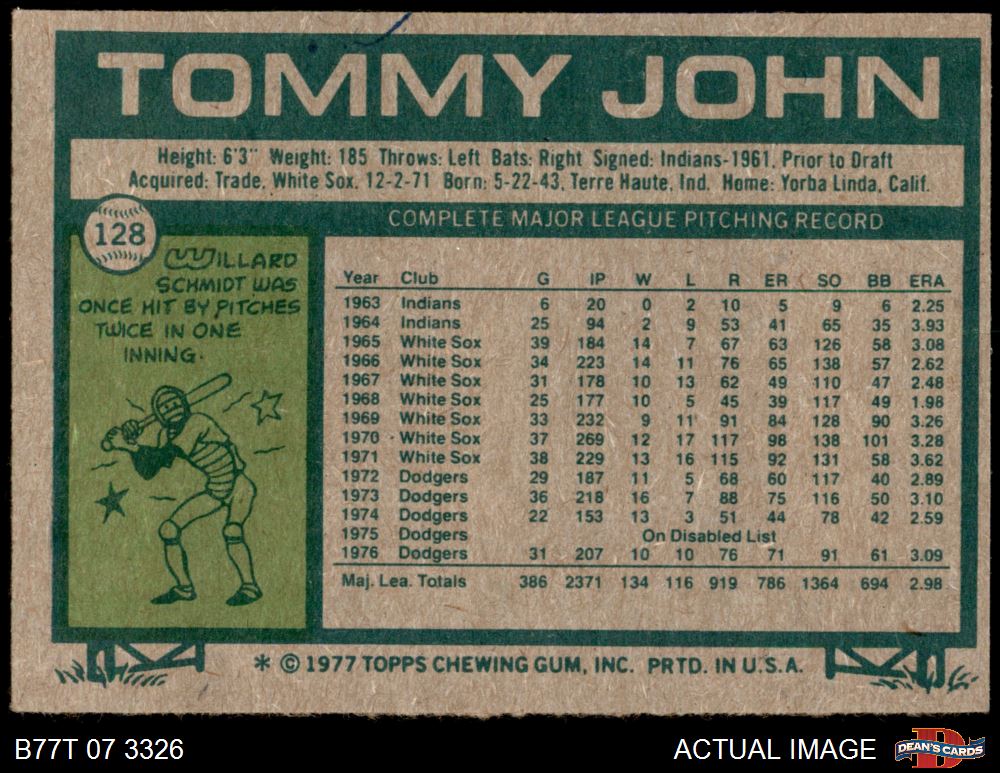 TOMMY JOHN
Height: 6'3" Weight: 185 Throws: Left Bats: Right Signed: Indians-1961, Prior to Draft
Acquired: Trade, White Sox, 12-2-71 Born: 5-22-43, Terre Haute, Ind. Home: Yorba Linda, Calif.
128
WILLARD
SCHMIDT WAS
ONCE HIT BY PITCHES
TWICE IN ONE
INNING.
COMPLETE MAJOR LEAGUE PITCHING RECORD
Year Club G IP W L R ER SO BB ERA
1963 Indians 6 20 0 2 10 5 9 6 2.25
1964 Indians 25 94 2 9 53 41 65 35 3.93
1965 White Sox 39 184 14 7 67 63 126 58 3.08
1966 White Sox 34 223 14 11 76 65 138 57 2.62
1967 White Sox 31 178 10 13 62 49 110 47 2.48
1968 White Sox 25 177 10 5 45 39 117 49 1.98
1969 White Sox 33 232 9 11 91 84 128 90 3.26
1970 White Sox 37 269 12 17 117 98 138 101 3.28
1971 White Sox 38 229 13 16 115 92 131 58 3.62
1972 Dodgers 29 187 11 5 68 60 117 40 2.89
1973 Dodgers 36 218 16 7 88 75 116 50 3.10
1974 Dodgers 22 153 13 3 51 44 78 42 2.59
1975 Dodgers On Disabled List
1976 Dodgers 31 207 10 10 76 71 91 61 3.09
Maj. Lea. Totals 386 2371 134 116 919 786 1364 694 2.98
* © 1977 TOPPS CHEWING GUM, INC. PRTD. IN U.S.A.
B77T 07 3326 ACTUAL IMAGE DEAN'S CARDS